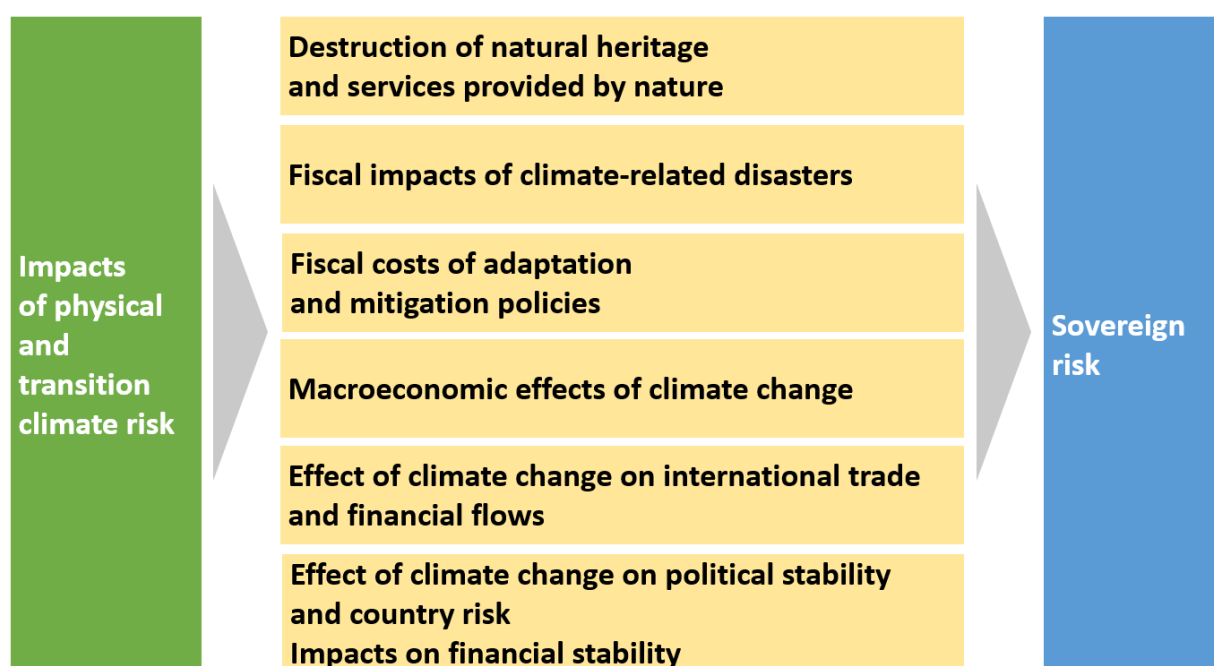 Impacts
of physical
and
transition
climate risk
Destruction of natural heritage
and services provided by nature
Fiscal impacts of climate-related disasters
Fiscal costs of adaptation
and mitigation policies
Macroeconomic effects of climate change
Effect of climate change on international trade
and financial flows
Effect of climate change on political stability
and country risk
Impacts on financial stability
Sovereign
risk